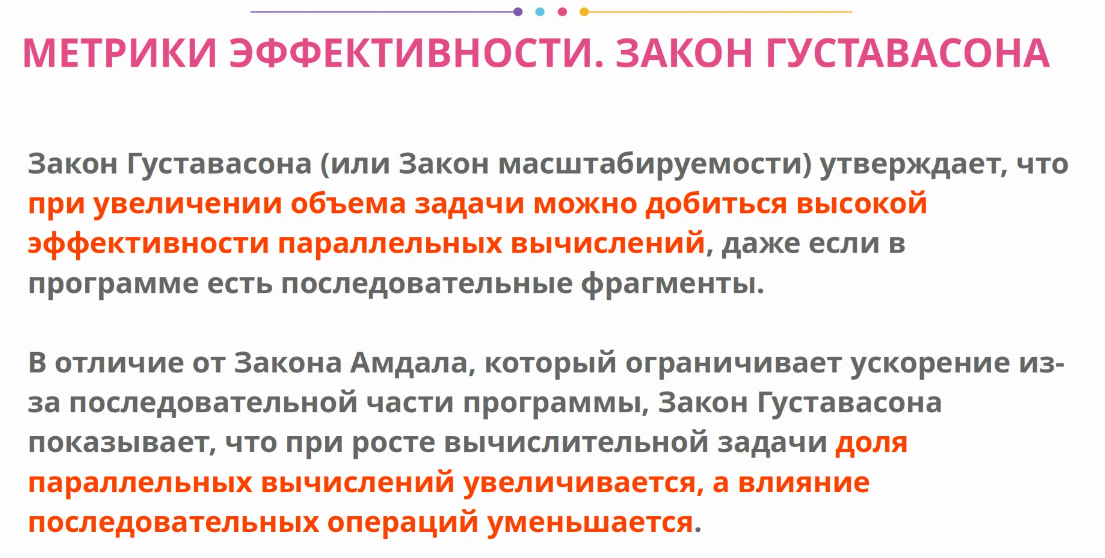 МЕТРИКИ ЭФФЕКТИВНОСТИ. ЗАКОН ГУСТАВАСОНА
Закон Густавасона (или Закон масштабируемости) утверждает, что
при увеличении объема задачи можно добиться высокой
эффективности параллельных вычислений, даже если в
программе есть последовательные фрагменты.
В отличие от Закона Амдала, который ограничивает ускорение из-
за последовательной части программы, Закон Густавасона
показывает, что при росте вычислительной задачи доля
параллельных вычислений увеличивается, а влияние
последовательных операций уменьшается.